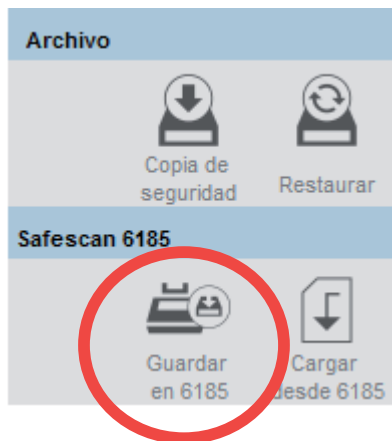 Archivo
Copia de
seguridad
Restaurar
Safescan 6185
Guardar
en 6185
Cargar
desde 6185